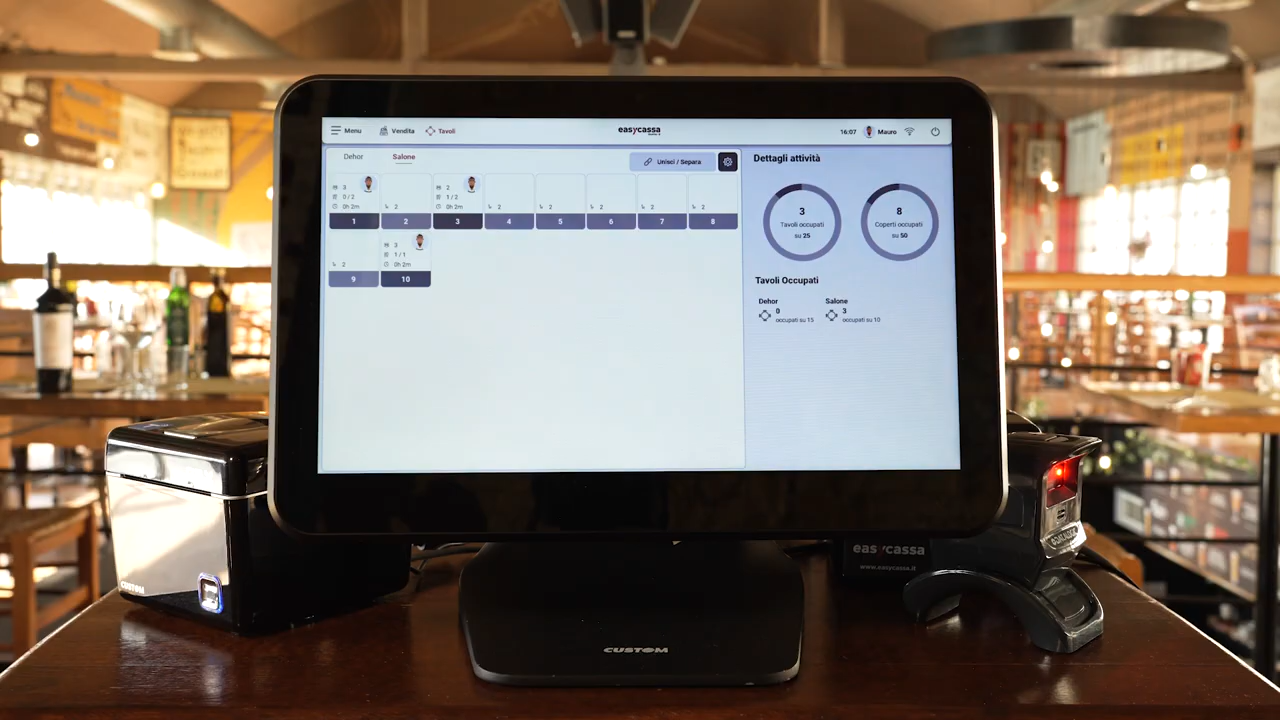 Menu Vendita Tavoli easycassa 16:07 Mauro
Dehor Salone Unisci / Separa
3
0 / 2
0h 2m
1
2
2
2
1 / 2
0h 2m
3
2
4
2
5
2
6
2
7
2
8
2
9
3
1 / 1
0h 2m
10
Dettagli attività
3
Tavoli occupati
su 25
8
Coperti occupati
su 50
Tavoli Occupati
Dehor
0
occupati su 15
Salone
3
occupati su 10
CUSTOM
CUSTOM
easycassa
www.easycassa.it
DATALOGIC